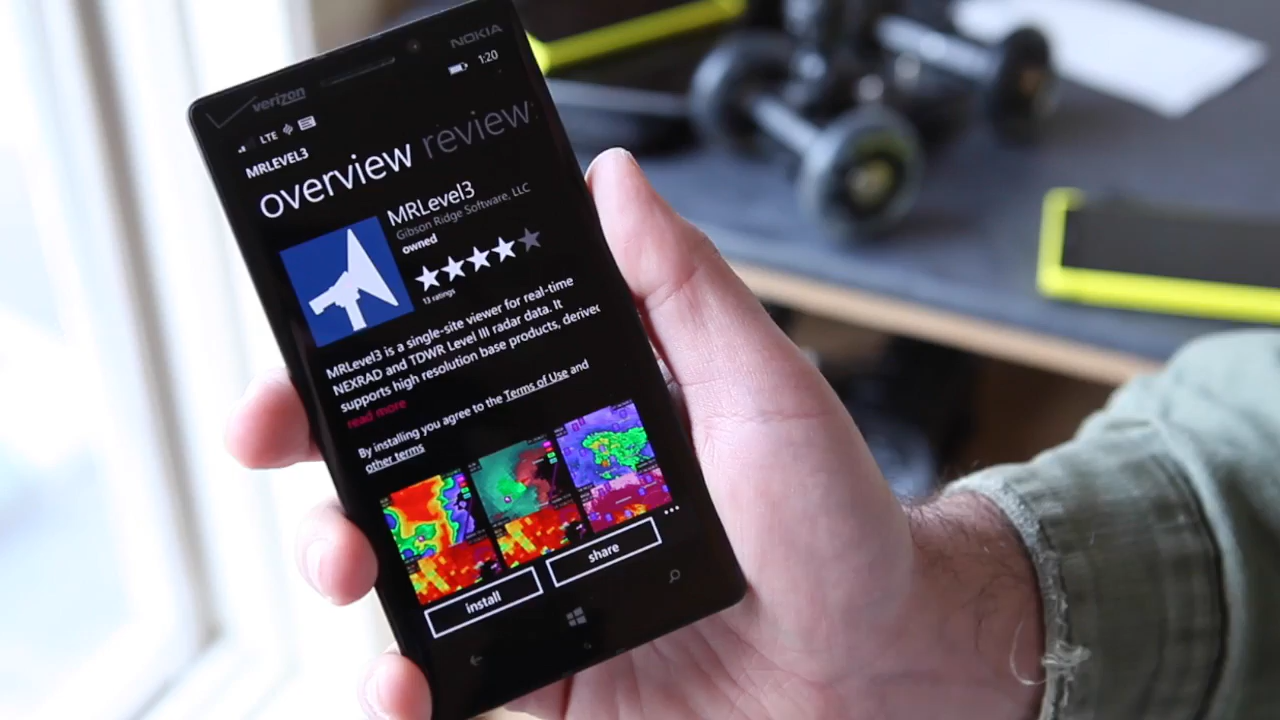 NOKIA
verizon
1:20
LTE
MRLEVEL3
overview review
MRLevel3
Gibson Ridge Software, LLC
owned
13 ratings
MRLevel3 is a single-site viewer for real-time
NEXRAD and TDWR Level III radar data. It
supports high resolution base products, derived
read more
By installing you agree to the Terms of Use and
other terms
install
share